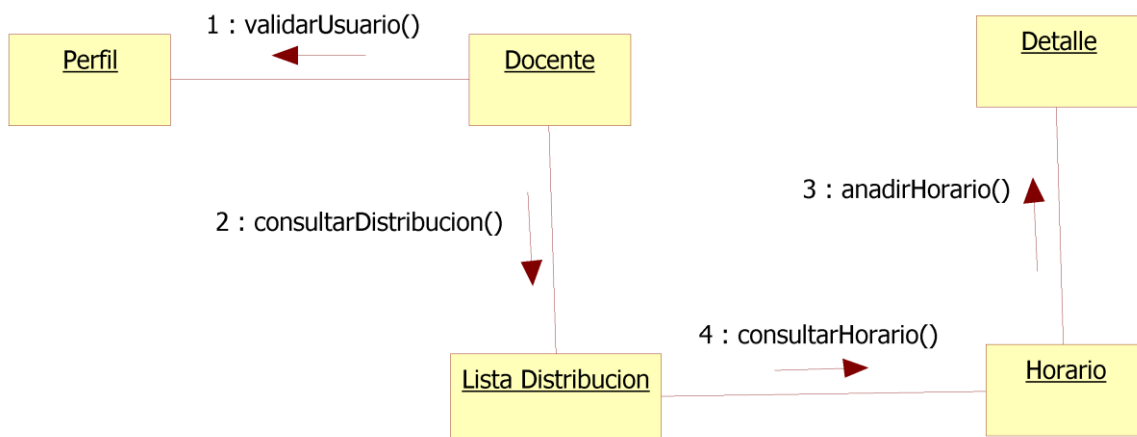 1 : validarUsuario()
Perfil
Docente
Detalle
3 : anadirHorario()
2 : consultarDistribucion()
4 : consultarHorario()
Lista Distribucion
Horario